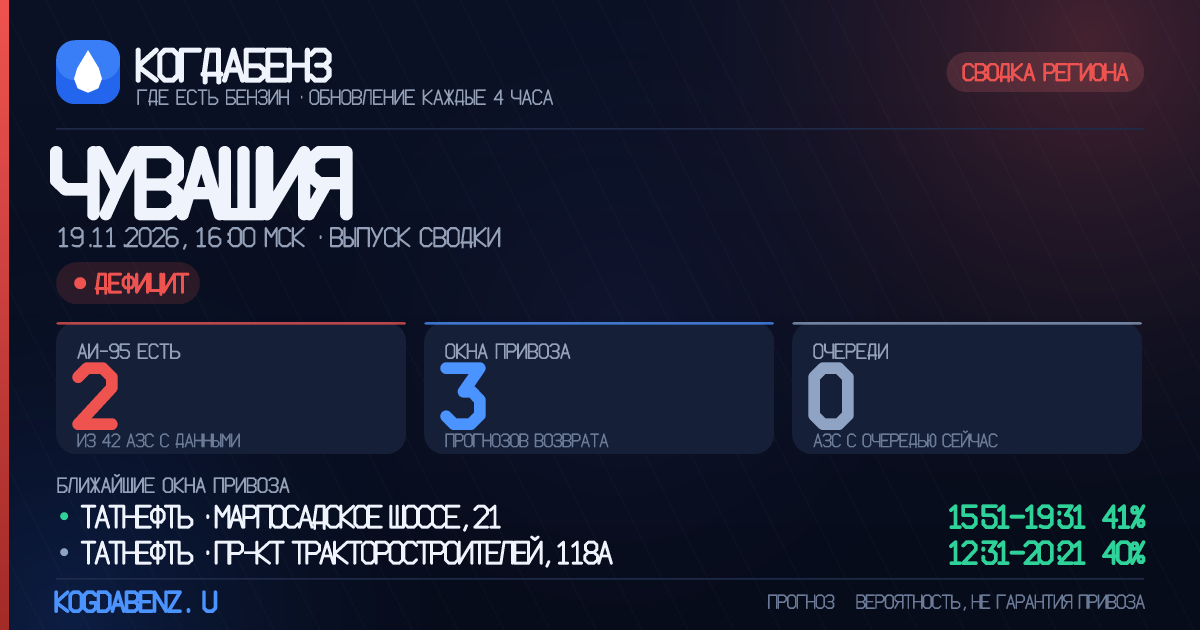 КОГДАБЕНЗ
ГДЕ ЕСТЬ БЕНЗИН · ОБНОВЛЕНИЕ КАЖДЫЕ 4 ЧАСА
СВОДКА РЕГИОНА
ЧУВАШИЯ
19.11.2026, 16:00 МСК · ВЫПУСК СВОДКИ
• ДЕФИЦИТ
АИ-95 ЕСТЬ
2
ИЗ 42 АЗС С ДАННЫМИ
ОКНА ПРИВОЗА
3
ПРОГНОЗОВ ВОЗВРАТА
ОЧЕРЕДИ
0
АЗС С ОЧЕРЕДЬЮ СЕЙЧАС
БЛИЖАЙШИЕ ОКНА ПРИВОЗА
• ТАТНЕФТЬ · МАРПОСАДСКОЕ ШОССЕ, 21 15:51-19:31 41%
• ТАТНЕФТЬ · ПР-КТ ТРАКТОРОСТРОИТЕЛЕЙ, 118А 12:31-20:21 40%
KOGDABENZ. U
ПРОГНОЗ ВЕРОЯТНОСТЬ, НЕ ГАРАНТИЯ ПРИВОЗА